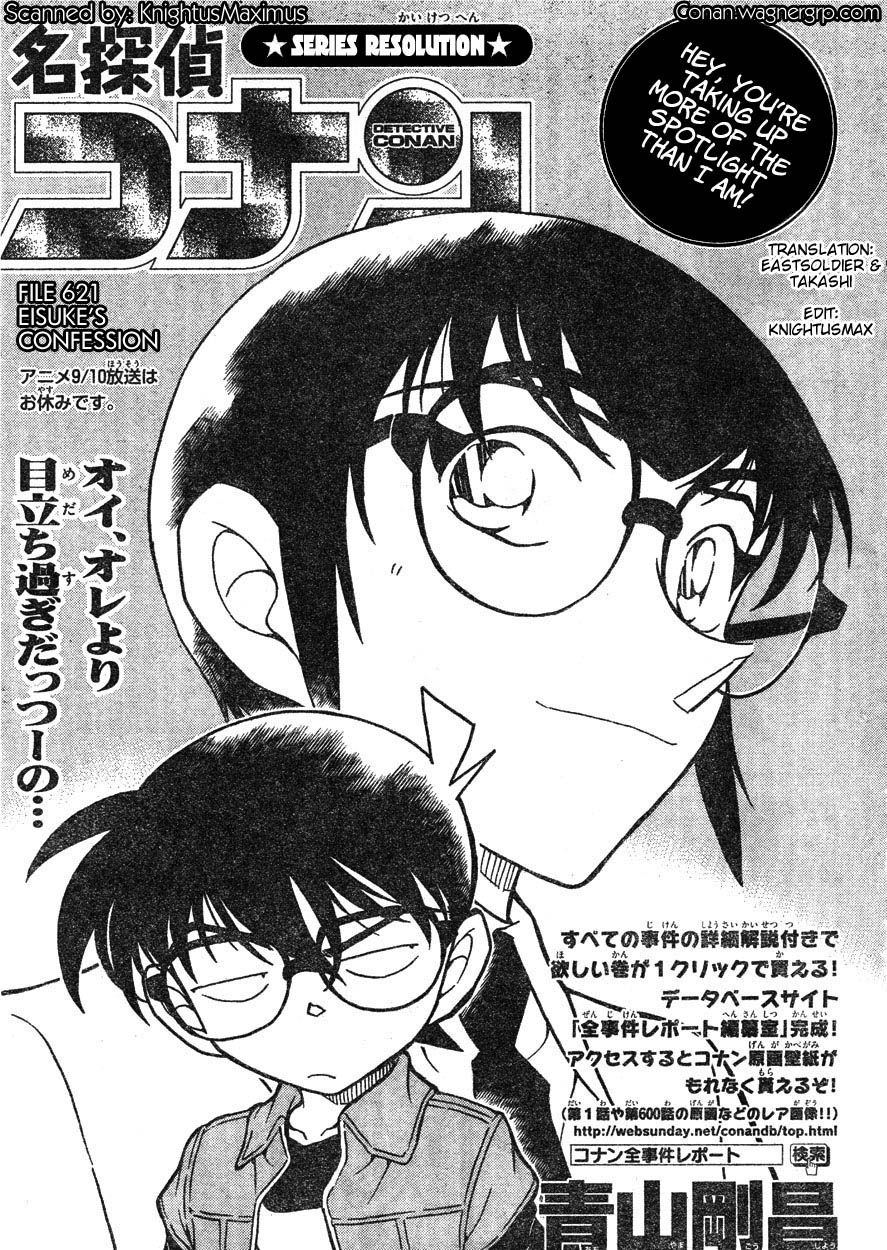 Scanned by: KnightusMaximus
Conan.wagnergrp.com
かいけつへん
★ SERIES RESOLUTION ★
名探偵
コナン
DETECTIVE
CONAN
HEY, YOU'RE
TAKING UP
MORE OF THE
SPOTLIGHT
THAN I AM!
TRANSLATION:
EASTSOLDIER &
TAKASHI
EDIT:
KNIGHTUSMAX
FILE 621
EISUKE'S
CONFESSION
アニメ9/10放送は
お休みです。
オイ、オレより
目立ち過ぎだっつーの…
すべての事件の詳細解説付きで
欲しい巻が1クリックで買える!
データベースサイト
「全事件レポート編纂室」完成!
アクセスするとコナン原画壁紙が
もれなく貰えるぞ!
(第1話や第600話の原画などのレア画像!!)
http://websunday.net/conandb/top.html
コナン全事件レポート 検索
青山剛昌